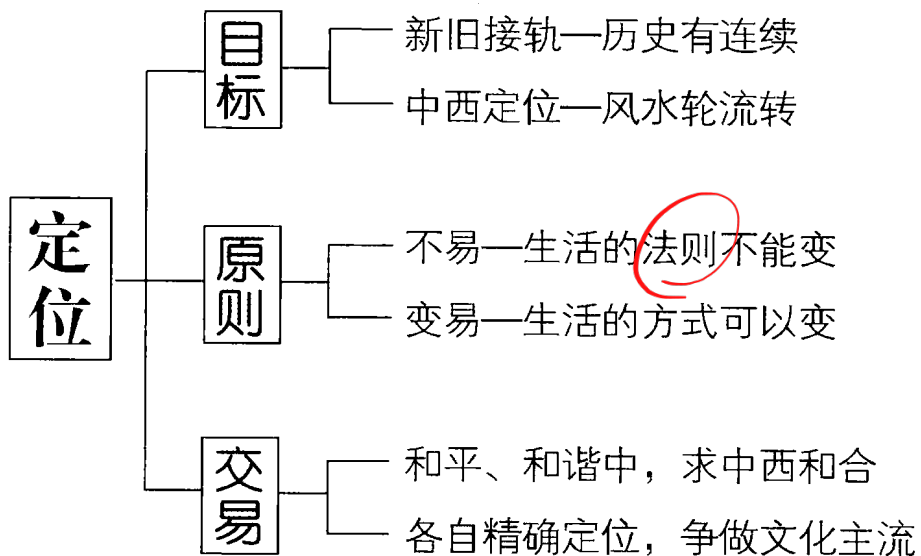 目标
新旧接轨—历史有连续
中西定位—风水轮流转
定位
原则
不易—生活的法则不能变
变易—生活的方式可以变
交易
和平、和谐中，求中西和合
各自精确定位，争做文化主流